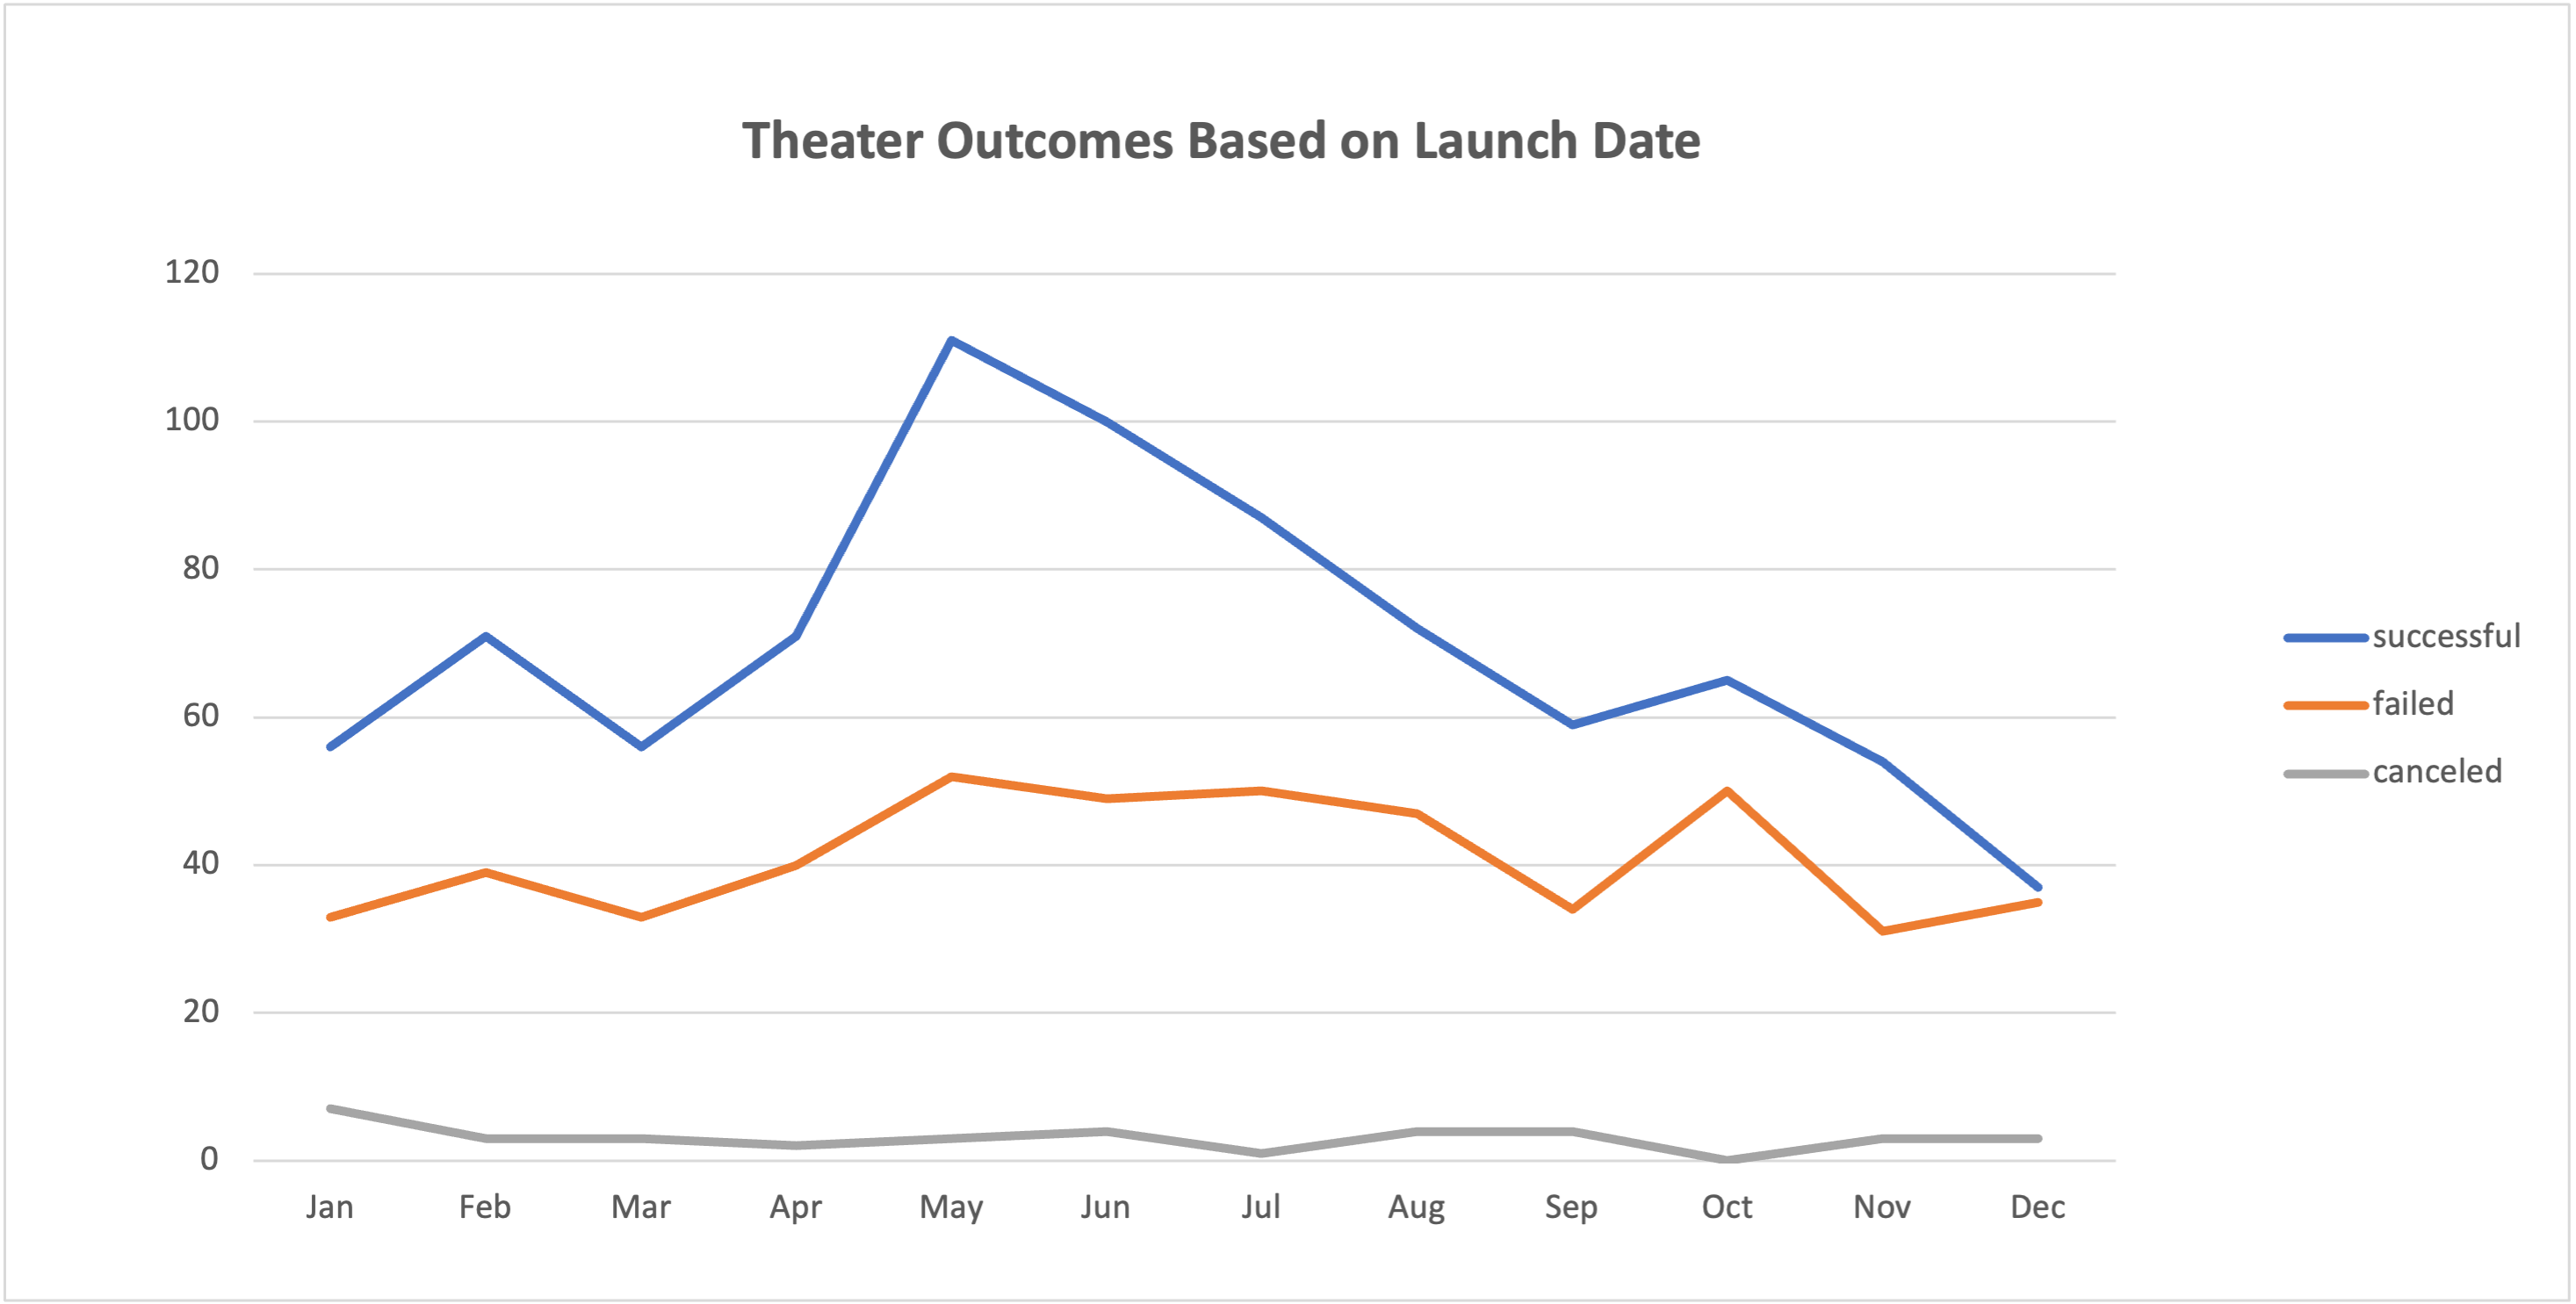 Theater Outcomes Based on Launch Date
120
100
80
60
40
20
0
Jan Feb Mar Apr May Jun Jul Aug Sep Oct Nov Dec
successful
failed
canceled